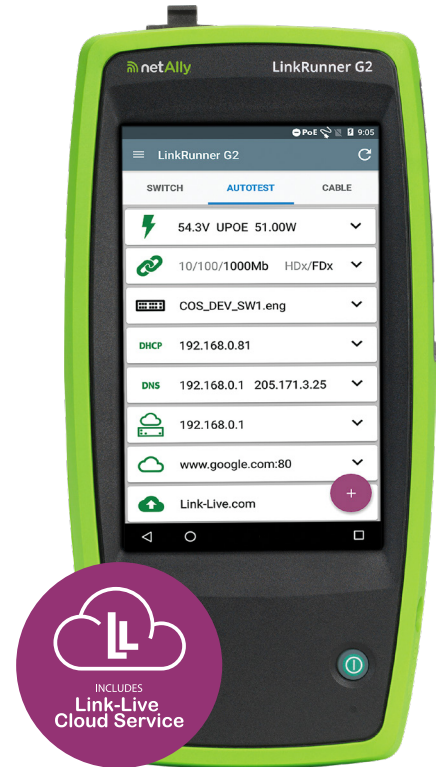 netAlly LinkRunner G2
PoE 9:05
LinkRunner G2
SWITCH AUTOTEST CABLE
54.3V UPOE 51.00W
10/100/1000Mb HDx/FDx
COS_DEV_SW1.eng
DHCP 192.168.0.81
DNS 192.168.0.1 205.171.3.25
192.168.0.1
www.google.com:80
+
Link-Live.com
LL
INCLUDES
Link-Live
Cloud Service